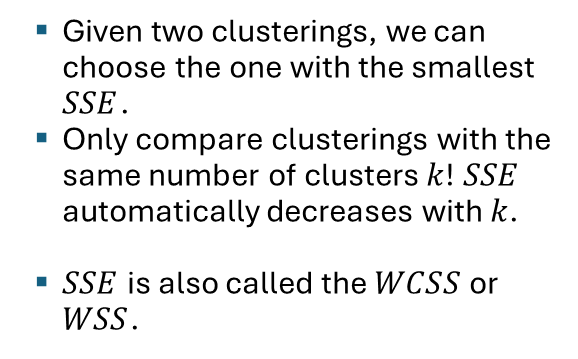 ▪ Given two clusterings, we can
choose the one with the smallest
SSE.
▪ Only compare clusterings with the
same number of clusters k! SSE
automatically decreases with k.
▪ SSE is also called the WCSS or
WSS.